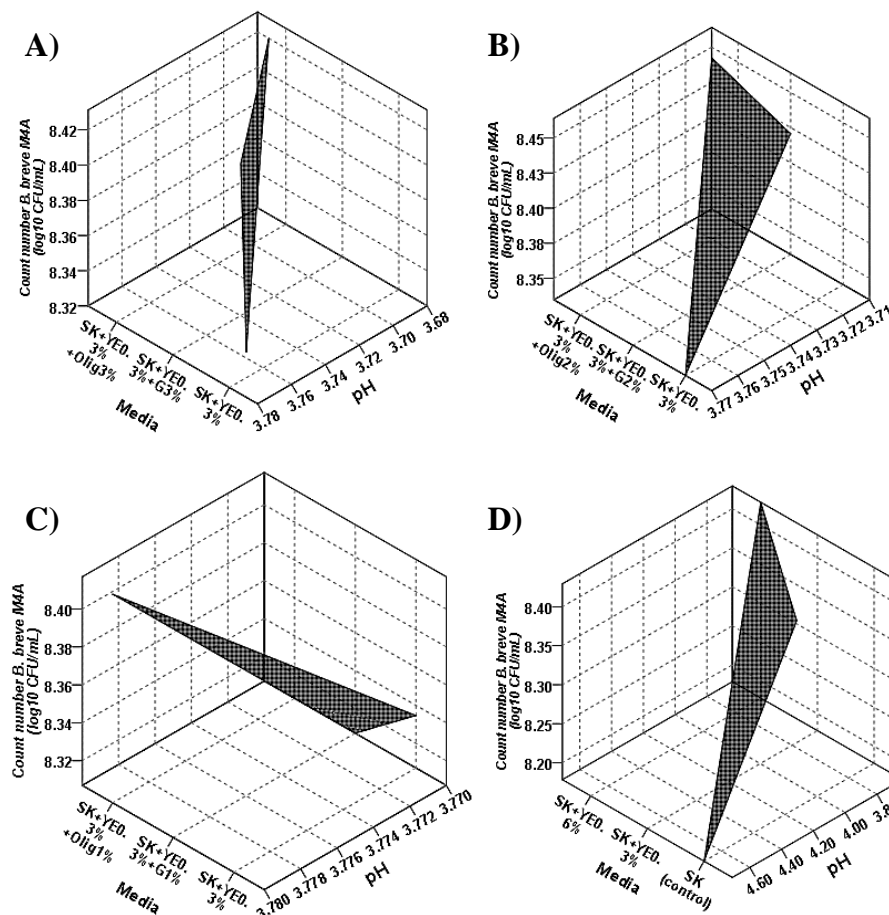 A)
Count number B. breve M4A
(log10 CFU/mL)
8.42
8.40
8.38
8.36
8.34
8.32
SK+YE0.
3%
+Olig3%
SK+YE0.
3%+G3%
SK+YE0.
3%
Media
3.78
3.76
3.74
3.72
3.70
3.68
pH
B)
Count number B. breve M4A
(log10 CFU/mL)
8.45
8.43
8.40
8.38
8.35
SK+YE0.
3%
+Olig2%
SK+YE0.
3%+G2%
SK+YE0.
3%
Media
3.77
3.76
3.75
3.74
3.73
3.72
3.71
pH
C)
Count number B. breve M4A
(log10 CFU/mL)
8.40
8.38
8.36
8.34
8.32
SK+YE0.
3%
+Olig1%
SK+YE0.
3%+G1%
SK+YE0.
3%
Media
3.780
3.778
3.776
3.774
3.772
3.770
pH
D)
Count number B. breve M4A
(log10 CFU/mL)
8.40
8.35
8.30
8.25
8.20
SK+YE0.
6%
SK+YE0.
3%
SK
(control)
Media
4.60
4.40
4.20
4.00
pH